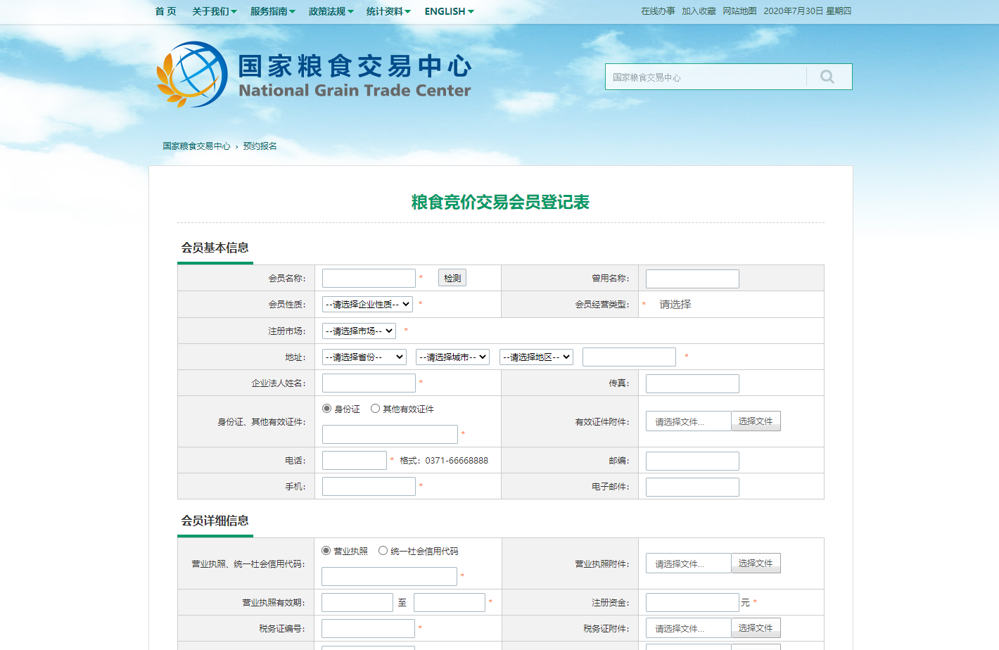 首 页 关于我们 服务指南 政策法规 统计资料 ENGLISH 在线办事 加入收藏 网站地图 2020年7月30日 星期四
国家粮食交易中心
National Grain Trade Center
国家粮食交易中心
国家粮食交易中心 › 预约报名
粮食竞价交易会员登记表
会员基本信息
会员名称: * 检测 曾用名称:
会员性质: --请选择企业性质-- * 会员经营类型: * 请选择
注册市场: --请选择市场-- *
地址: --请选择省份-- --请选择城市-- --请选择地区-- *
企业法人姓名: * 传真:
身份证、其他有效证件: 身份证 其他有效证件 * 有效证件附件: 请选择文件... 选择文件
电话: * 格式：0371-66668888 邮编:
手机: * 电子邮件:
会员详细信息
营业执照、统一社会信用代码: 营业执照 统一社会信用代码 * 营业执照附件: 请选择文件... 选择文件
营业执照有效期: 至 * 注册资金: 元 *
税务证编号: * 税务证附件: 请选择文件... 选择文件